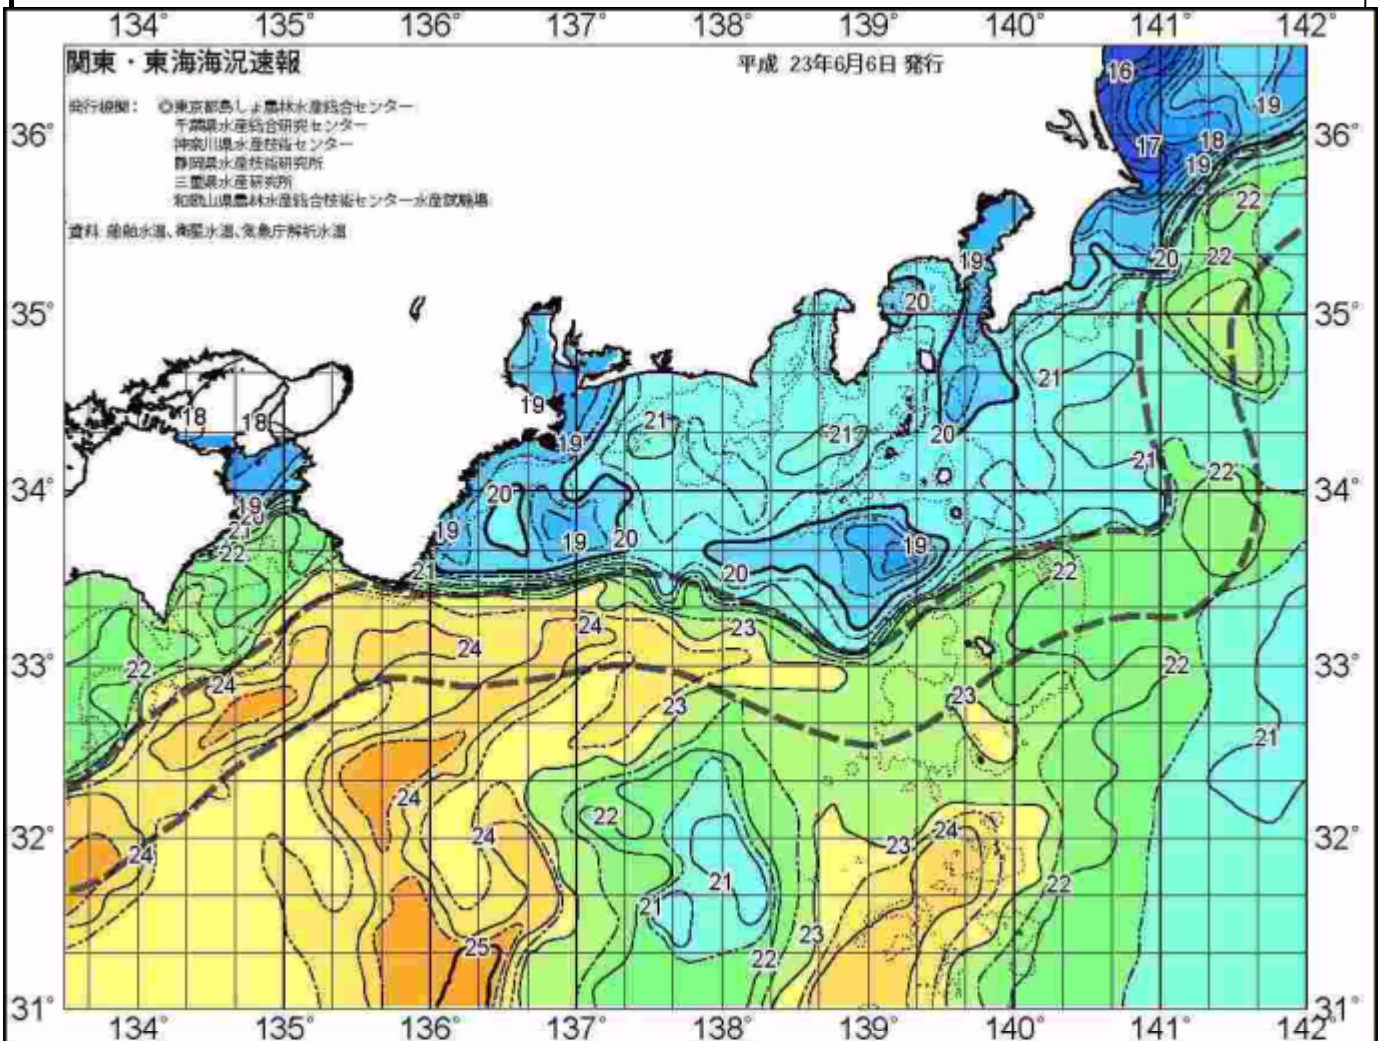 134° 135° 136° 137° 138° 139° 140° 141° 142°
関東・東海海況速報
平成 23年6月6日 発行
発行機関： ◎東京都島しょ農林水産総合センター
千葉県水産総合研究センター
神奈川県水産技術センター
静岡県水産技術研究所
三重県水産研究所
和歌山県農林水産総合技術センター水産試験場
資料 船舶水温、衛星水温、気象庁解析水温
16
19
36° 36°
17 18
19
22
19 20 22
20
35° 35°
21
18 18 19 21 21 20
19 21 22
34° 20 34°
19
22 19 19 20 20 19
21 22
24 24 23
33° 22 22 33°
24 23 23
21
24 22
32° 24 24 23 24 32°
21 22
21
25 22 23
31° 31°
134° 135° 136° 137° 138° 139° 140° 141° 142°